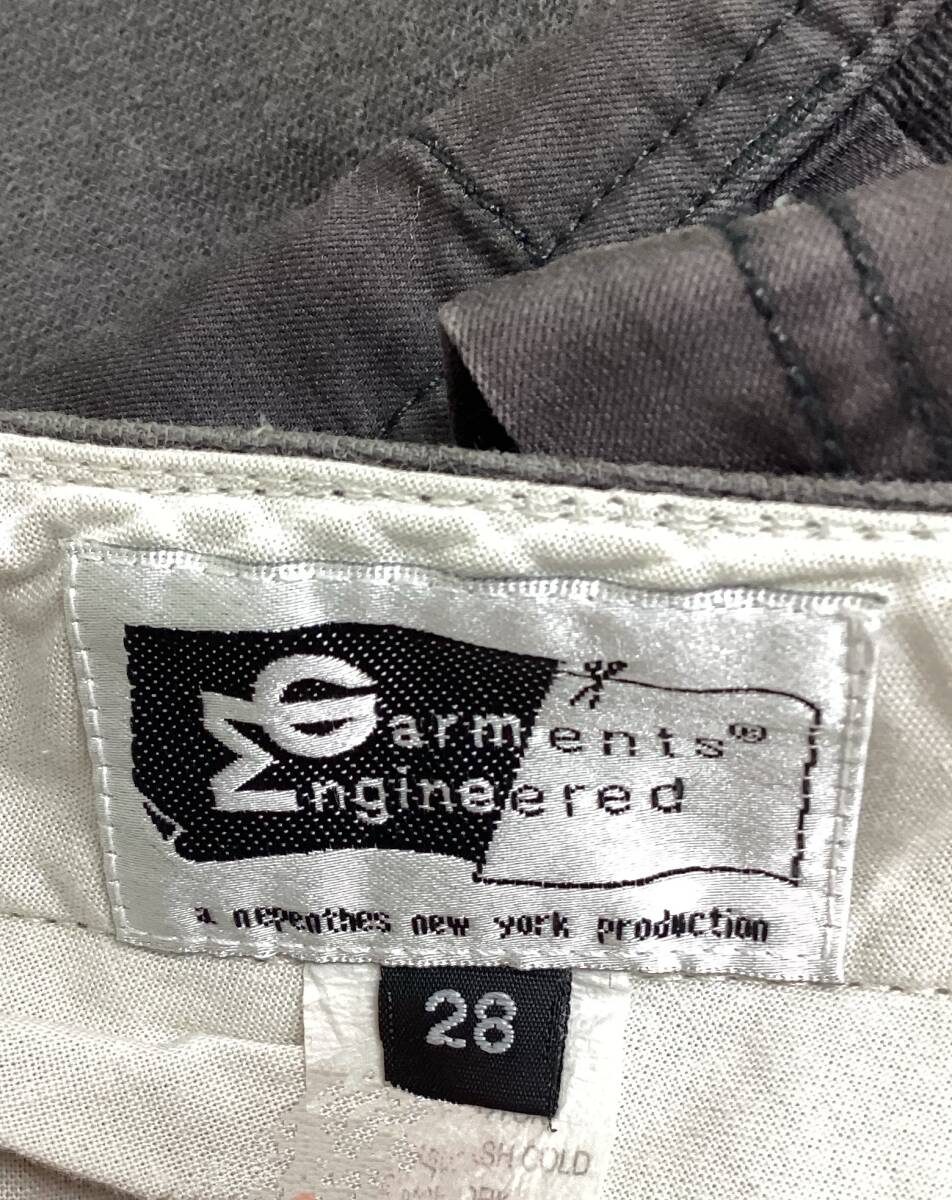 Garments®
Engineered
a nepenthes new york production
28
SH COLD